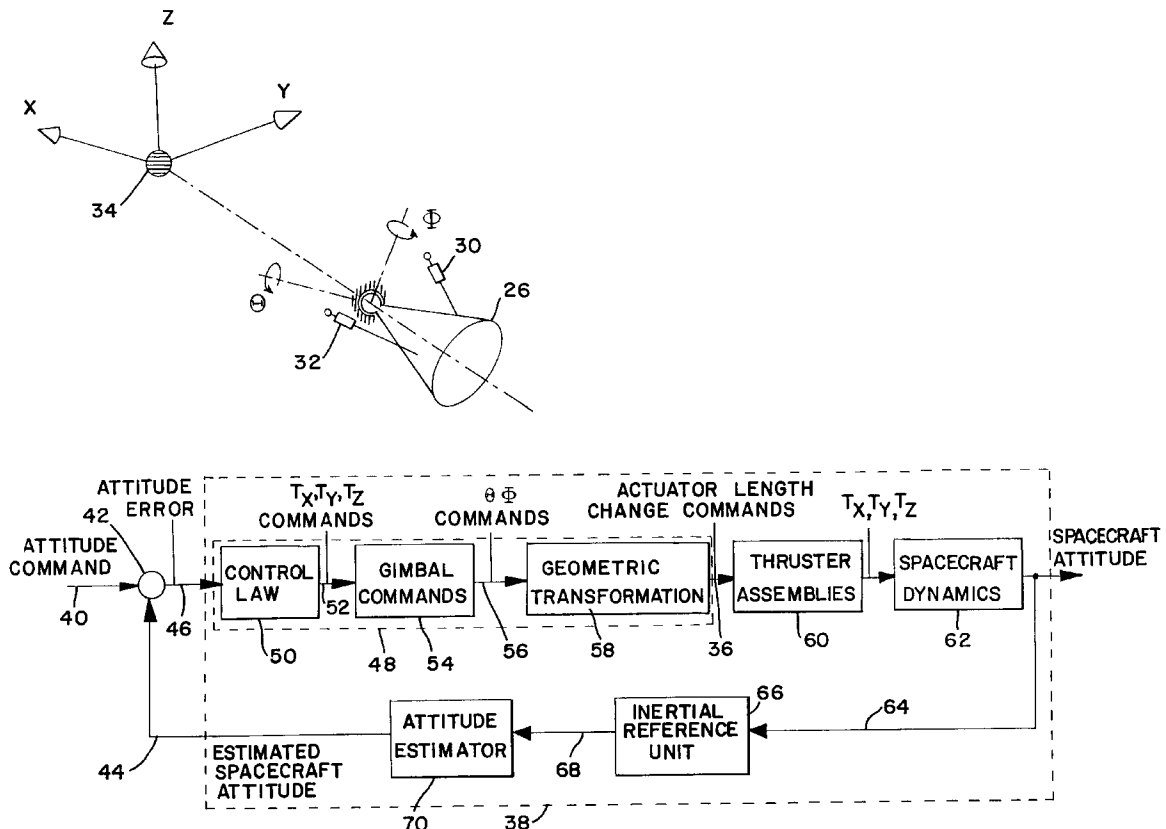 Z
X
Y
34
Φ
30
Θ
26
32
ATTITUDE
ERROR
42
ATTITUDE
COMMAND
40
46
TX,TY,TZ
COMMANDS
θ Φ
COMMANDS
ACTUATOR LENGTH
CHANGE COMMANDS
TX,TY,TZ
SPACECRAFT
ATTITUDE
CONTROL
LAW
52
GIMBAL
COMMANDS
GEOMETRIC
TRANSFORMATION
THRUSTER
ASSEMBLIES
SPACECRAFT
DYNAMICS
50
48
54
56
58
36
60
62
66
64
INERTIAL
REFERENCE
UNIT
68
ATTITUDE
ESTIMATOR
44
ESTIMATED
SPACECRAFT
ATTITUDE
70
38